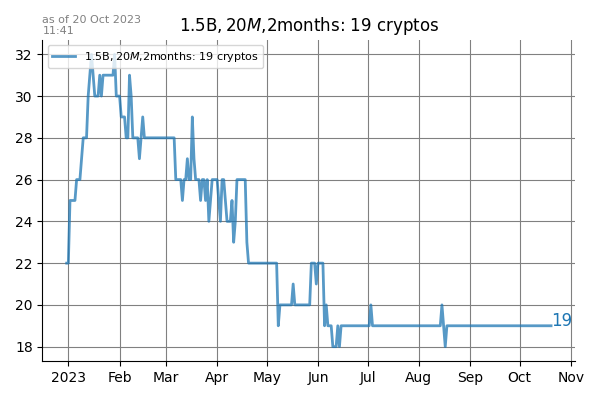 as of 20 Oct 2023
11:41
1.5B, 20M,2months: 19 cryptos
1.5B, 20M,2months: 19 cryptos
32
30
28
26
24
22
20
18
19
2023 Feb Mar Apr May Jun Jul Aug Sep Oct Nov